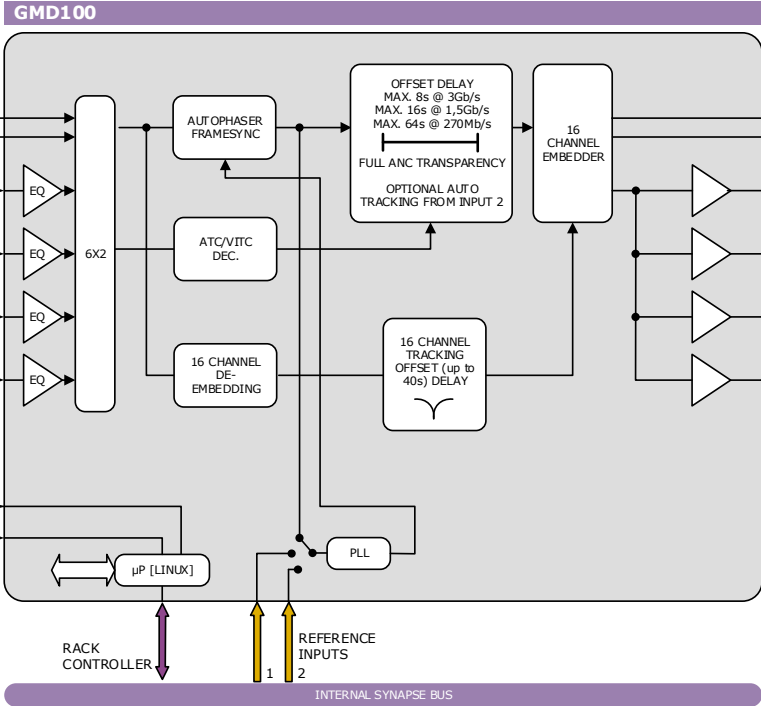 GMD100
OFFSET DELAY
MAX. 8s @ 3Gb/s
MAX. 16s @ 1,5Gb/s
MAX. 64s @ 270Mb/s
FULL ANC TRANSPARENCY
OPTIONAL AUTO
TRACKING FROM INPUT 2
AUTOPHASER
FRAMESYNC
16
CHANNEL
EMBEDDER
EQ
EQ
EQ
EQ
6X2
ATC/VITC
DEC.
16 CHANNEL
DE-
EMBEDDING
16 CHANNEL
TRACKING
OFFSET (up to
40s) DELAY
PLL
µP [LINUX]
RACK
CONTROLLER
REFERENCE
INPUTS
1
2
INTERNAL SYNAPSE BUS